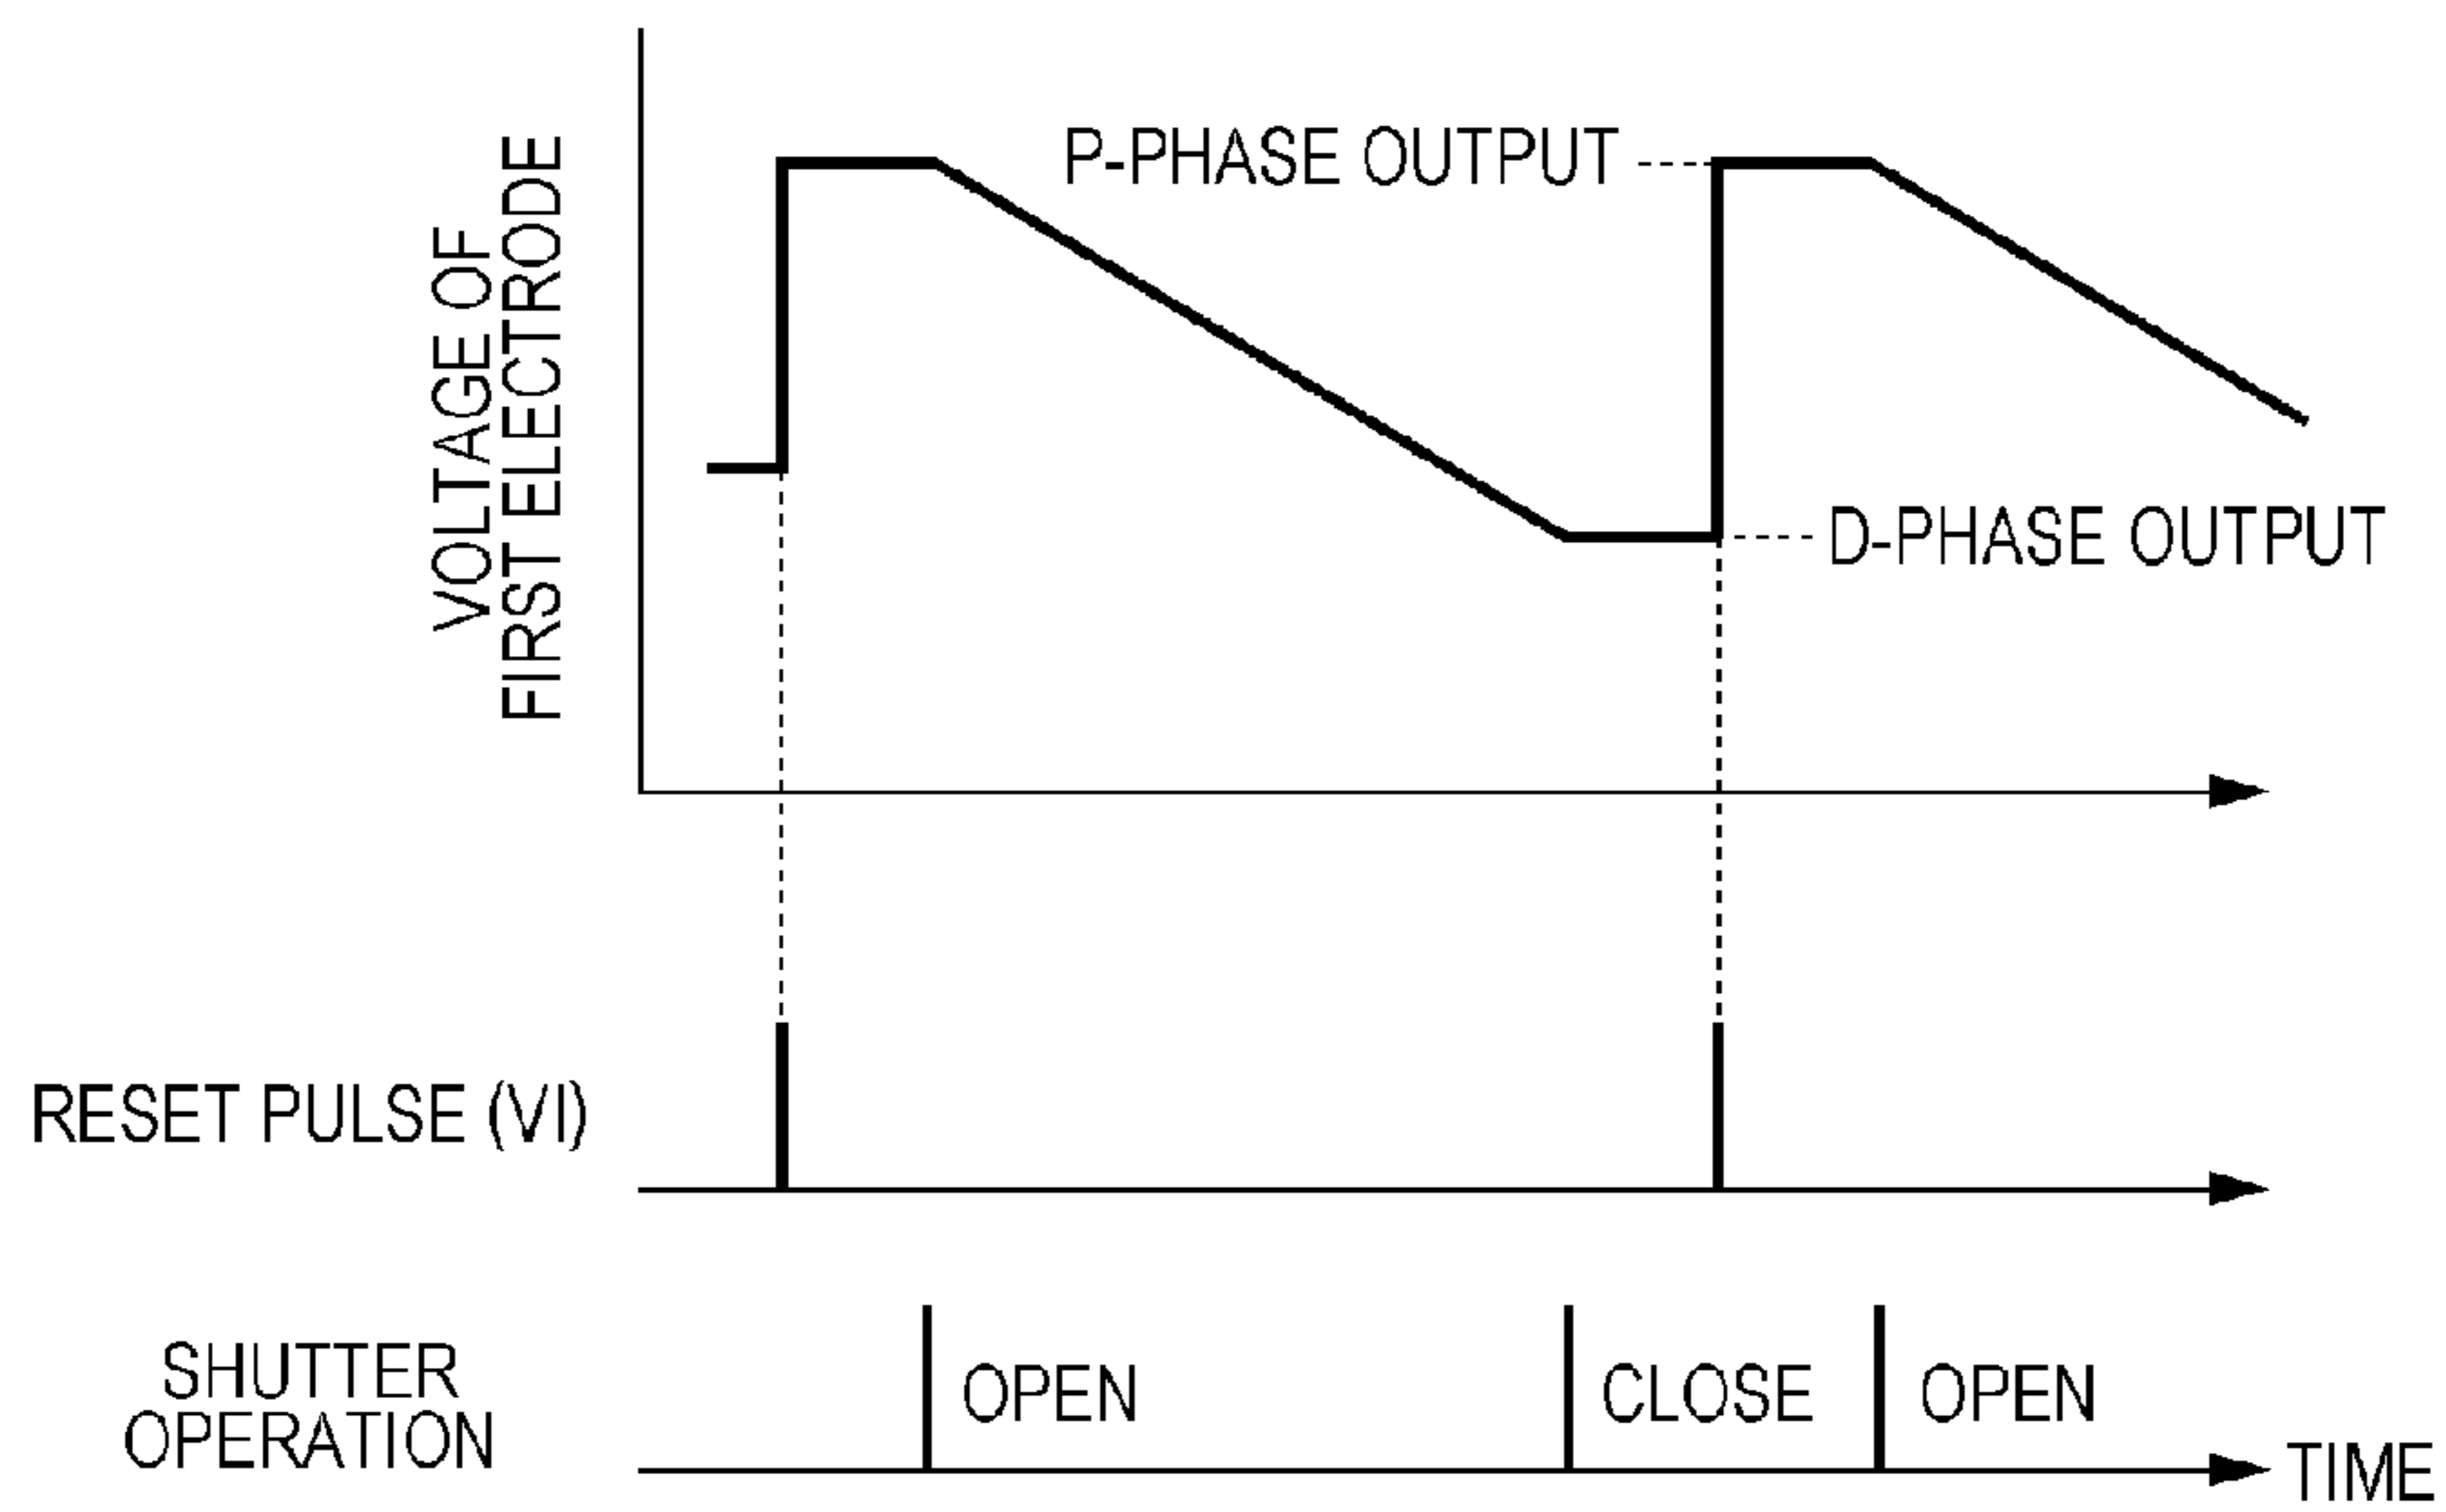 VOLTAGE OF
FIRST ELECTRODE
P-PHASE OUTPUT
D-PHASE OUTPUT
RESET PULSE (VI)
SHUTTER
OPERATION
OPEN
CLOSE
OPEN
TIME